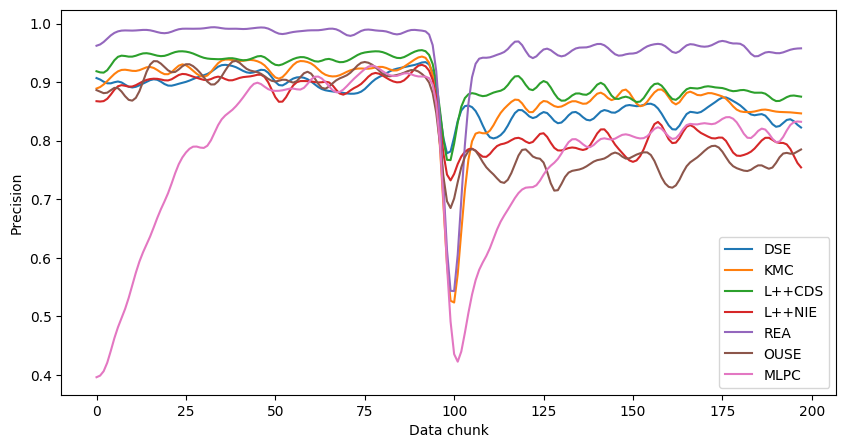 1.0
0.9
0.8
0.7
0.6
0.5
0.4
Precision
0
25
50
75
100
125
150
175
200
Data chunk
DSE
KMC
L++CDS
L++NIE
REA
OUSE
MLPC